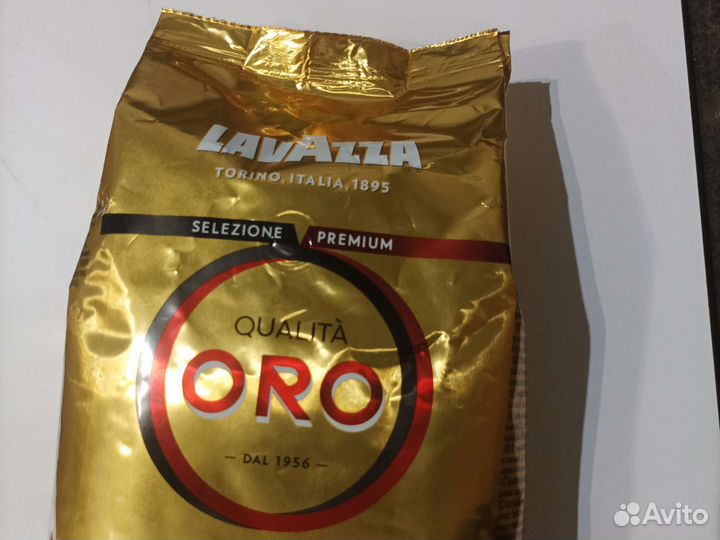 LAVAZZA
TORINO, ITALIA, 1895
SELEZIONE PREMIUM
QUALITÀ
ORO
— DAL 1956 —
Avito